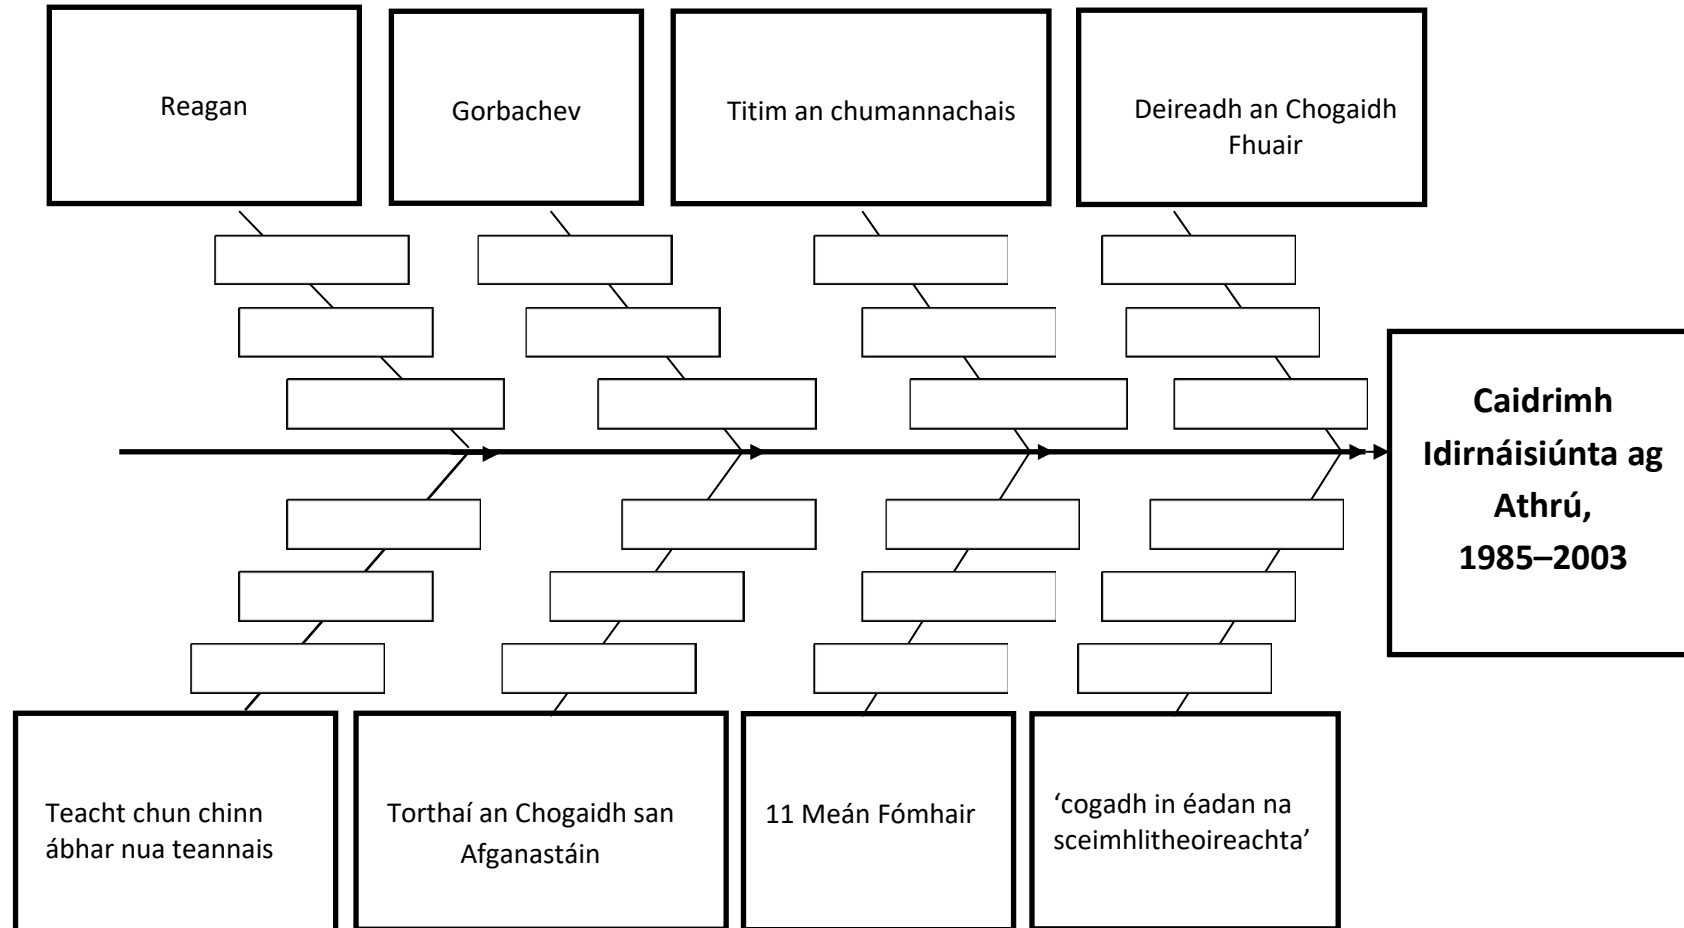 Reagan
Gorbachev
Titim an chumannachais
Deireadh an Chogaidh
Fhuair
Caidrimh
Idirnáisiúnta ag
Athrú,
1985–2003
Teacht chun chinn
ábhar nua teannais
Torthaí an Chogaidh san
Afganastáin
11 Meán Fómhair
‘cogadh in éadan na
sceimhlitheoireachta’